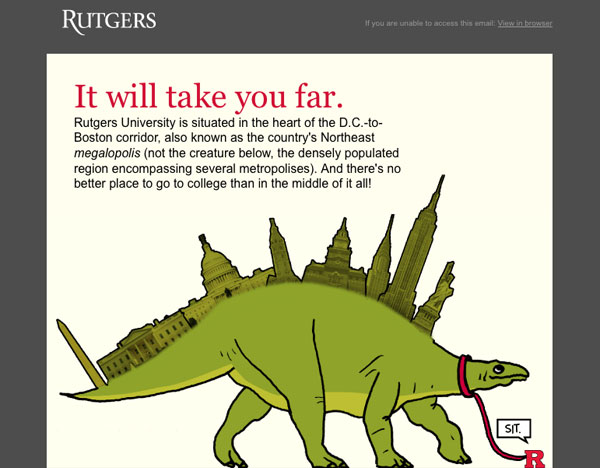 RUTGERS
If you are unable to access this email: View in browser
It will take you far.
Rutgers University is situated in the heart of the D.C.-to-
Boston corridor, also known as the country's Northeast
megalopolis (not the creature below, the densely populated
region encompassing several metropolises). And there's no
better place to go to college than in the middle of it all!
SIT.
R